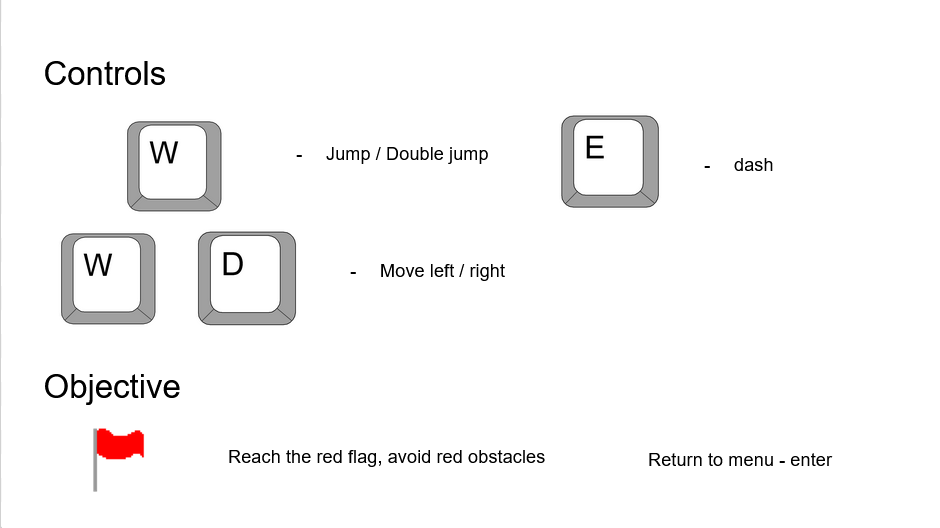 Controls
W - Jump / Double jump
E - dash
W D - Move left / right
Objective
Reach the red flag, avoid red obstacles
Return to menu - enter